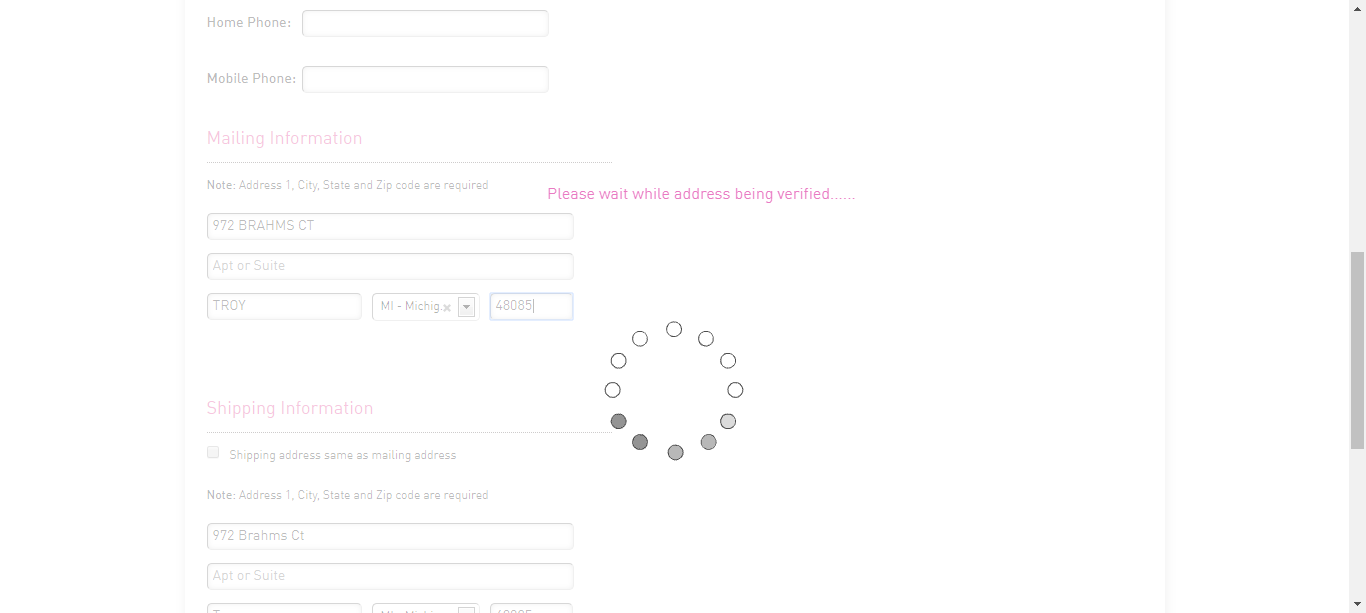 Home Phone:
Mobile Phone:
Mailing Information
Note: Address 1, City, State and Zip code are required
Please wait while address being verified......
972 BRAHMS CT
Apt or Suite
TROY MI - Michig... 48085
Shipping Information
Shipping address same as mailing address
Note: Address 1, City, State and Zip code are required
972 Brahms Ct
Apt or Suite